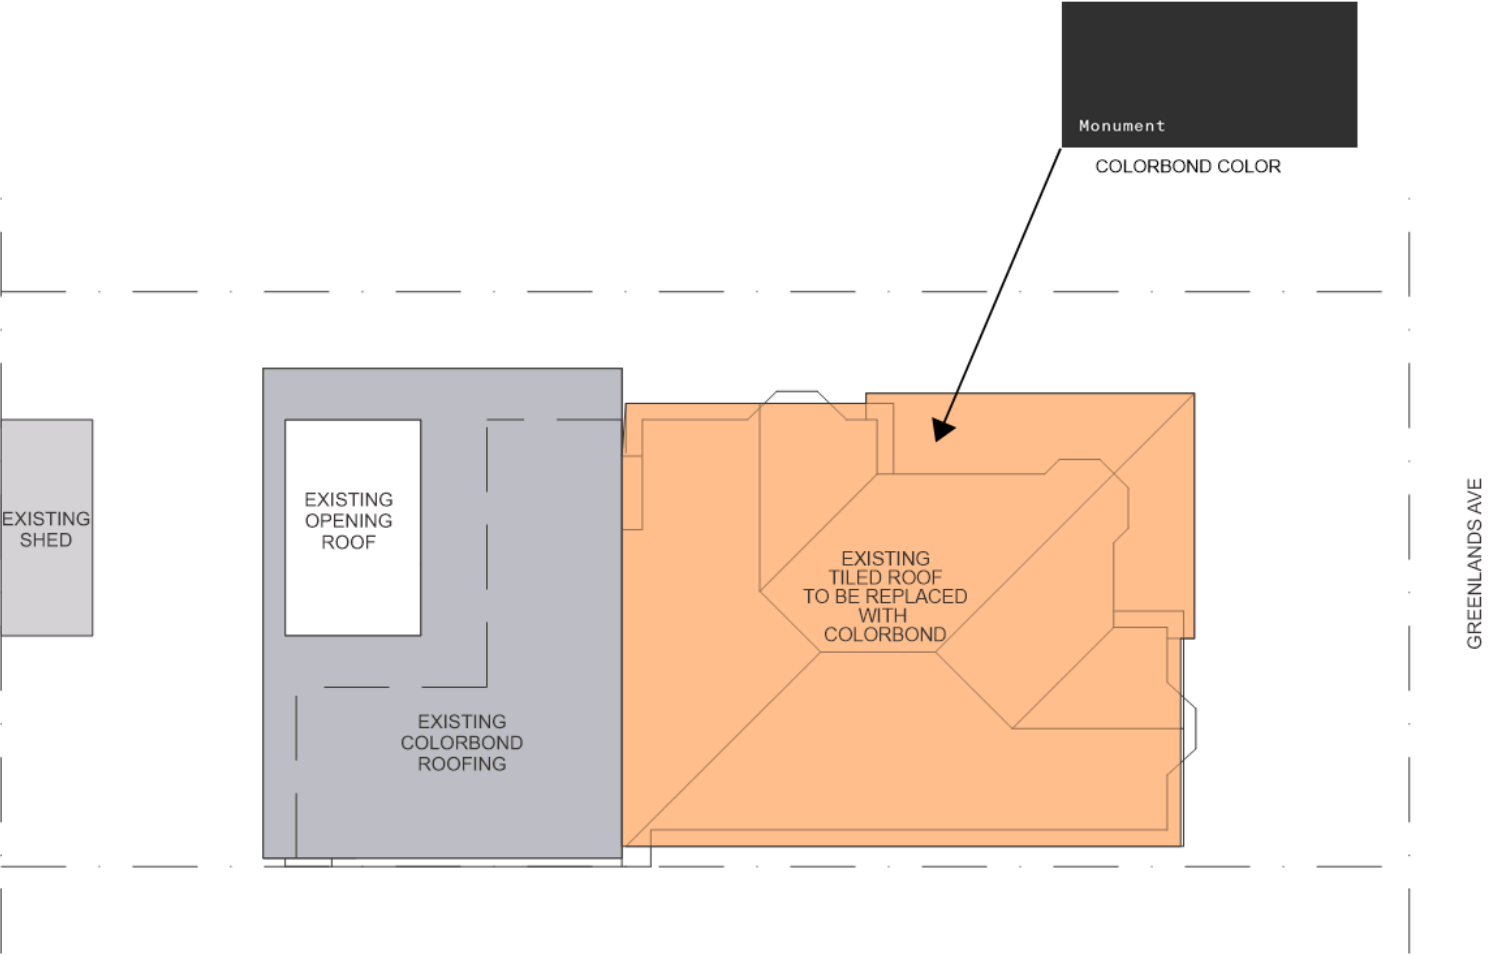 Monument
COLORBOND COLOR
EXISTING
SHED
EXISTING
OPENING
ROOF
EXISTING
COLORBOND
ROOFING
EXISTING
TILED ROOF
TO BE REPLACED
WITH
COLORBOND
GREENLANDS AVE